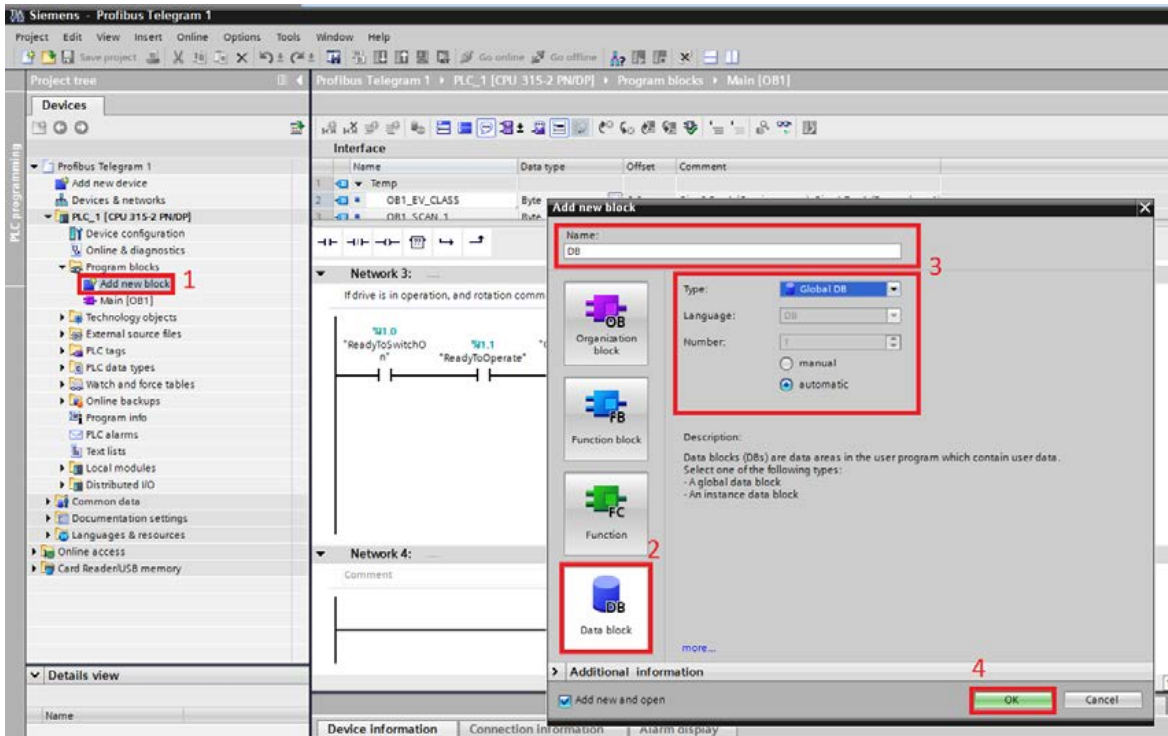 Siemens - Profibus Telegram 1
Project Edit View Insert Online Options Tools Window Help
Save project Go online Go offline
Project tree
Profibus Telegram 1 PLC_1 [CPU 315-2 PN/DP] Program blocks Main [OB1]
Devices
PLC programming
Profibus Telegram 1
Add new device
Devices & networks
PLC_1 [CPU 315-2 PN/DP]
Device configuration
Online & diagnostics
Program blocks
Add new block 1
Main [OB1]
Technology objects
External source files
PLC tags
PLC data types
Watch and force tables
Online backups
Program info
PLC alarms
Text lists
Local modules
Distributed I/O
Common data
Documentation settings
Languages & resources
Online access
Card Reader/USB memory
Details view
Name
Interface
Name Data type Offset Comment
1 Temp
2 OB1_EV_CLASS Byte
3 OB1_SCAN_1 Byte
Network 3:
If drive is in operation, and rotation comm
%I1.0
"ReadyToSwitchO
n"
%I1.1
"ReadyToOperate"
Network 4:
Comment
Device information Connection Information Alarm display
Add new block
Name:
DB
3
Type: Global DB
Language: DB
Number: 1
manual
automatic
OB
Organization
block
FB
Function block
FC
Function
2
DB
Data block
Description:
Data blocks (DBs) are data areas in the user program which contain user data.
Select one of the following types:
- A global data block
- An instance data block
more...
Additional information
4
Add new and open
OK Cancel